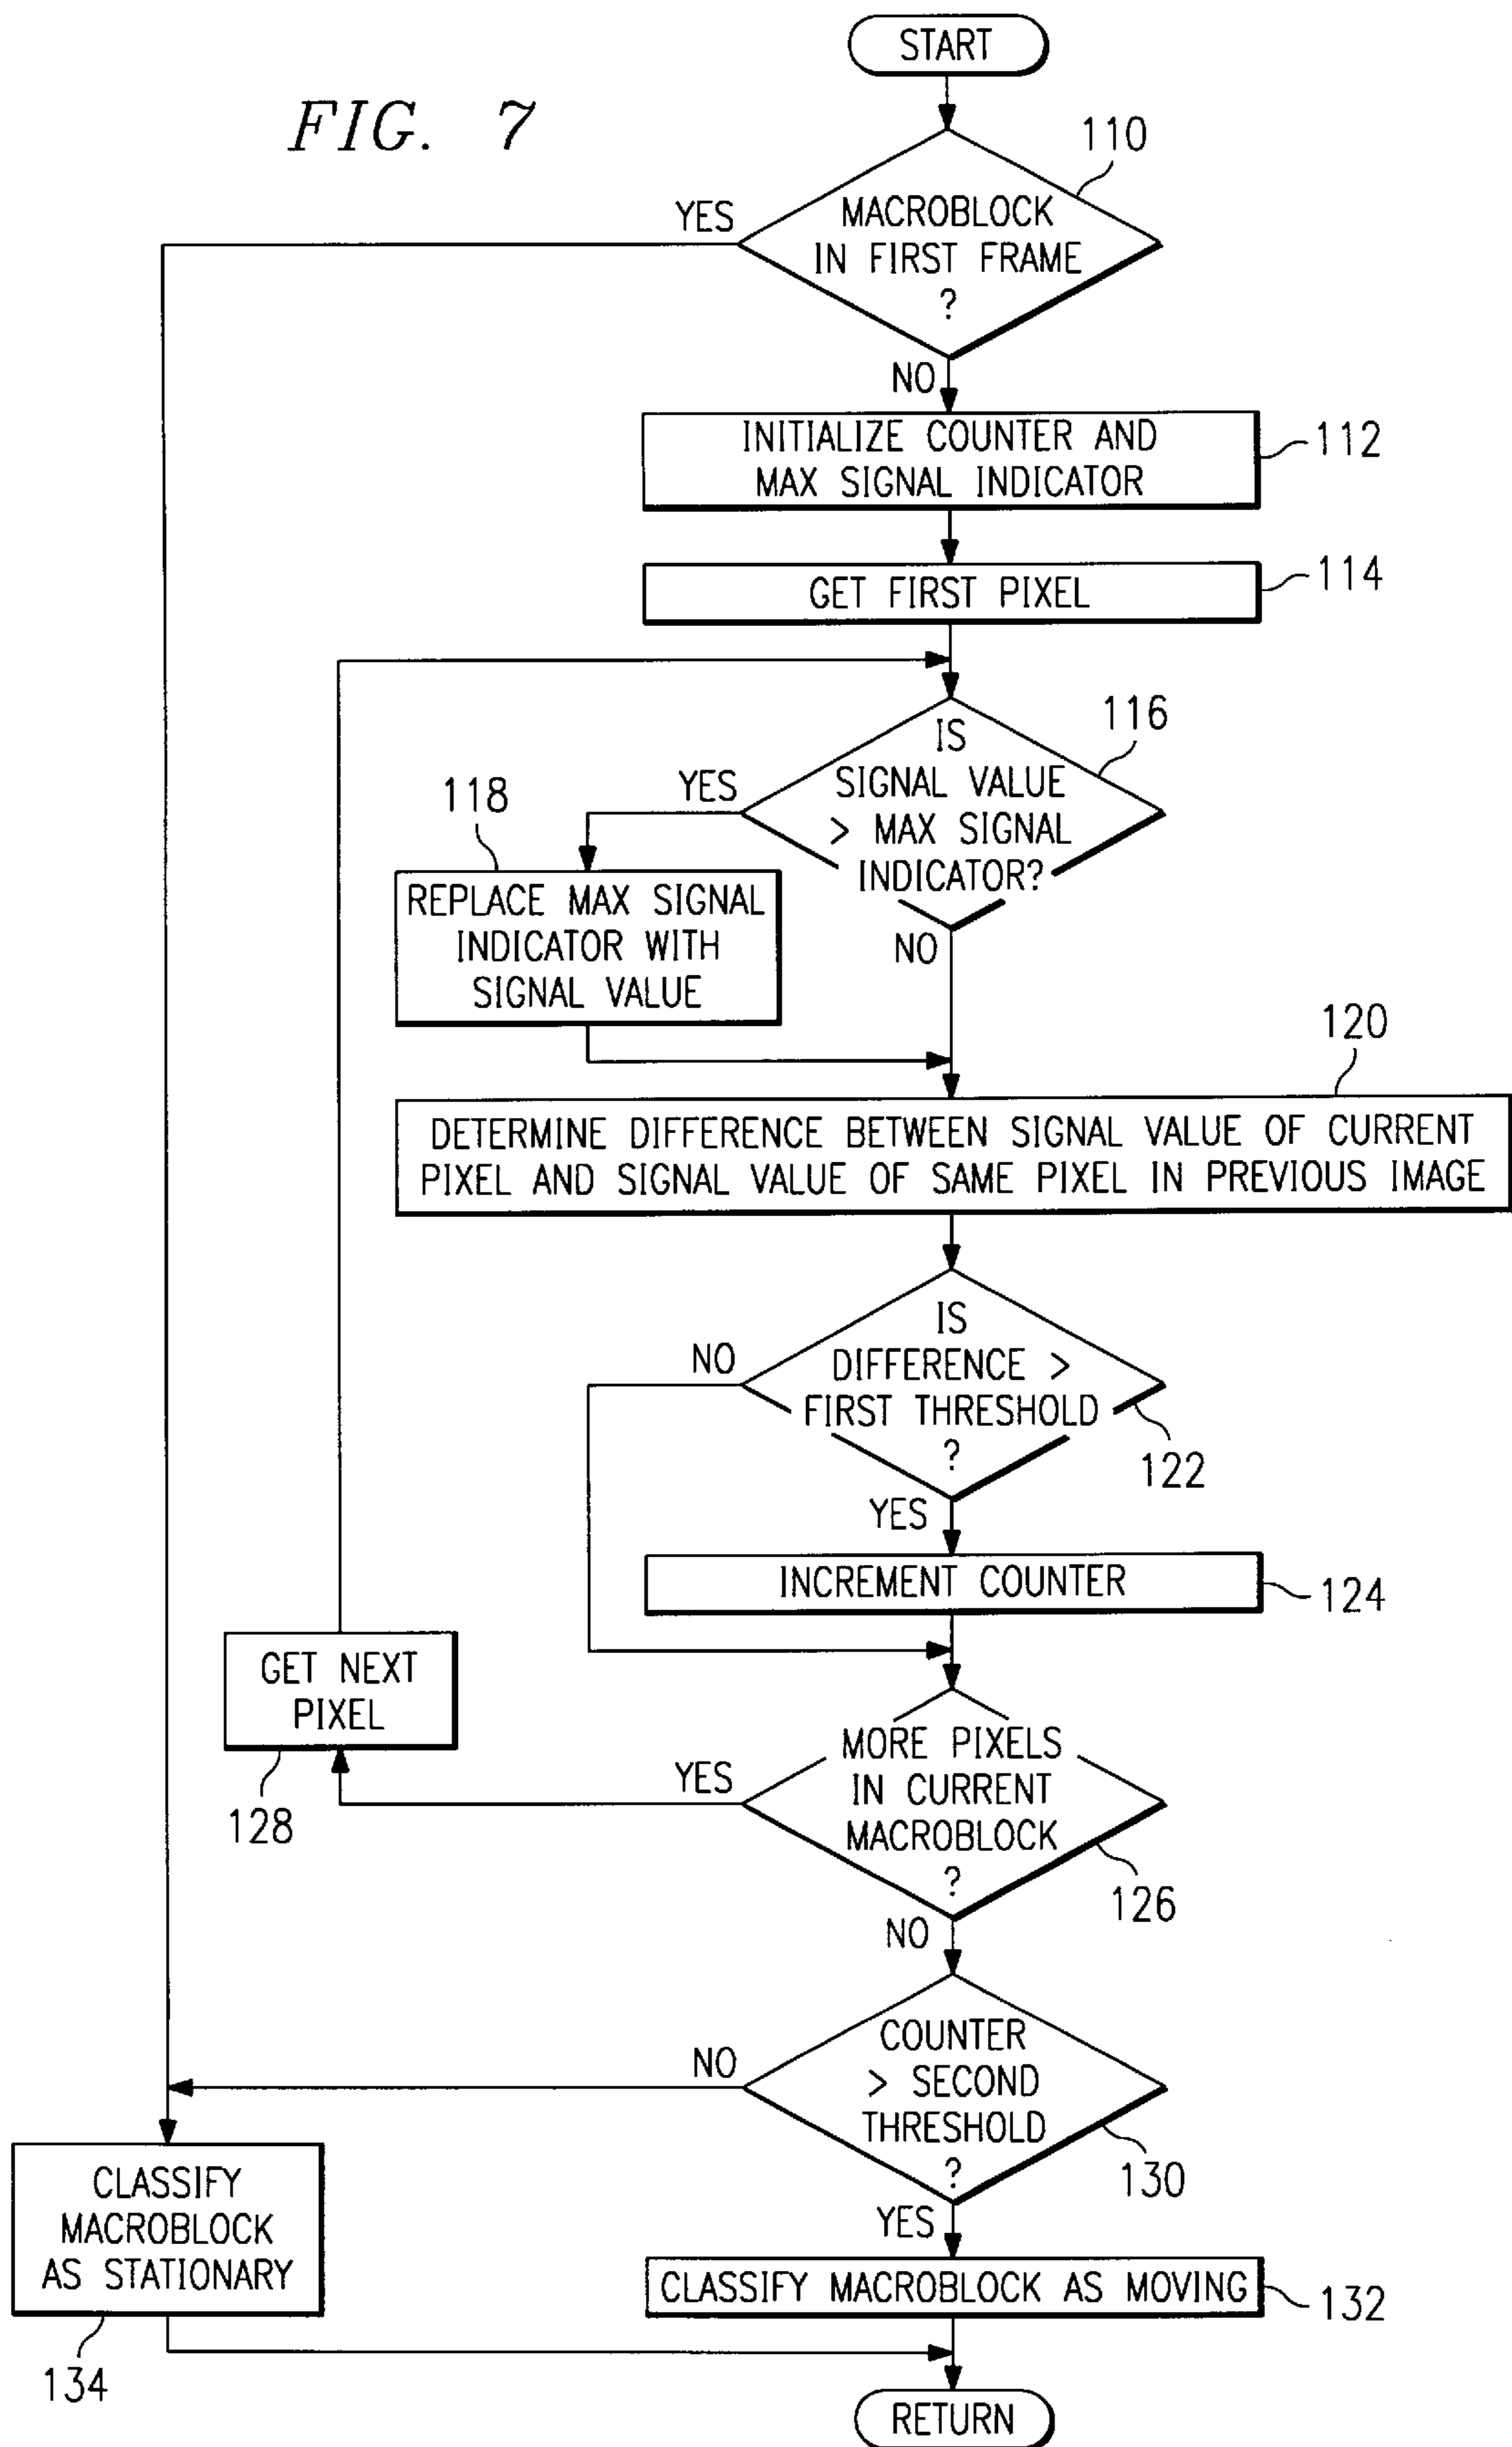 START
FIG. 7
110
YES
MACROBLOCK
IN FIRST FRAME
?
NO
INITIALIZE COUNTER AND
MAX SIGNAL INDICATOR
112
GET FIRST PIXEL
114
116
IS
SIGNAL VALUE
> MAX SIGNAL
INDICATOR?
YES
118
REPLACE MAX SIGNAL
INDICATOR WITH
SIGNAL VALUE
NO
120
DETERMINE DIFFERENCE BETWEEN SIGNAL VALUE OF CURRENT
PIXEL AND SIGNAL VALUE OF SAME PIXEL IN PREVIOUS IMAGE
IS
DIFFERENCE >
FIRST THRESHOLD
?
NO
122
YES
INCREMENT COUNTER
124
GET NEXT
PIXEL
128
MORE PIXELS
IN CURRENT
MACROBLOCK
?
YES
126
NO
COUNTER
> SECOND
THRESHOLD
?
NO
130
YES
CLASSIFY
MACROBLOCK
AS STATIONARY
134
CLASSIFY MACROBLOCK AS MOVING
132
RETURN